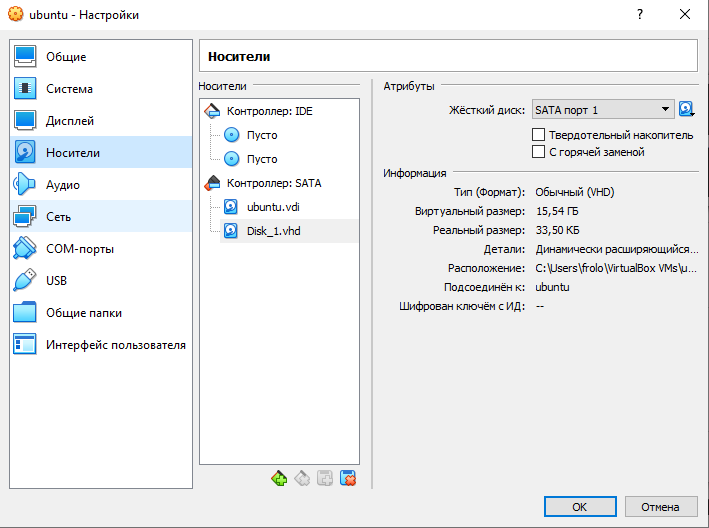 ubuntu - Настройки
Общие
Система
Дисплей
Носители
Аудио
Сеть
COM-порты
USB
Общие папки
Интерфейс пользователя
Носители
Носители
Контроллер: IDE
Пусто
Пусто
Контроллер: SATA
ubuntu.vdi
Disk_1.vhd
Атрибуты
Жёсткий диск: SATA порт 1
Твердотельный накопитель
С горячей заменой
Информация
Тип (Формат): Обычный (VHD)
Виртуальный размер: 15,54 ГБ
Реальный размер: 33,50 КБ
Детали: Динамически расширяющийся...
Расположение: C:\Users\frolo\VirtualBox VMs\u...
Подсоединён к: ubuntu
Шифрован ключём с ИД: --
OK
Отмена